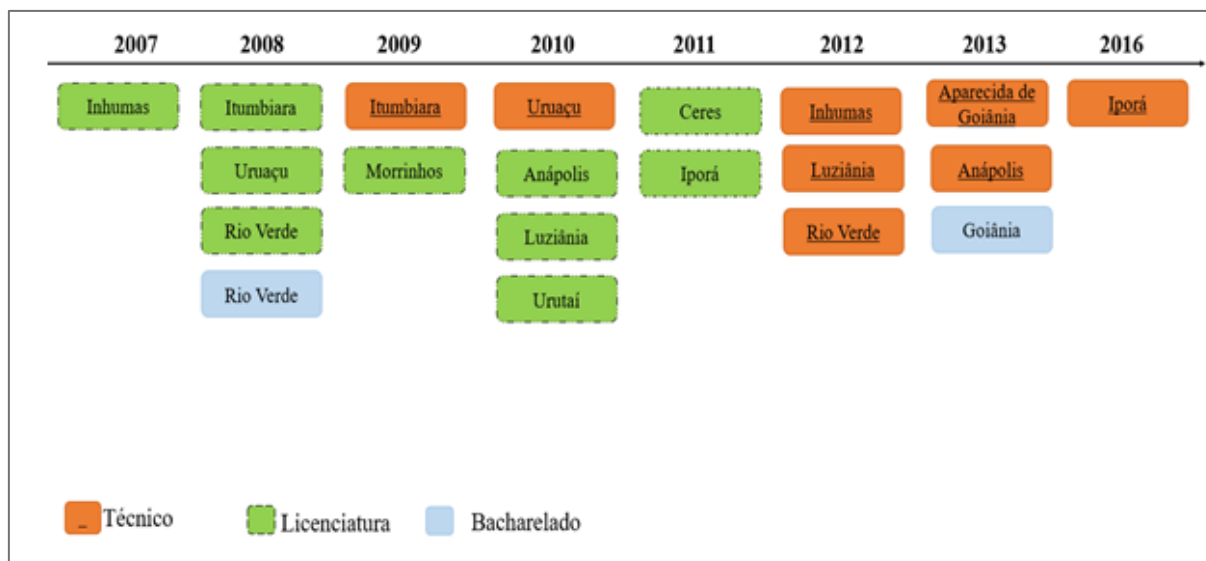 2007 2008 2009 2010 2011 2012 2013 2016
Inhumas Itumbiara Itumbiara Uruaçu Ceres Inhumas Aparecida de Goiânia Iporá
Uruaçu Morrinhos Anápolis Iporá Luziânia Anápolis
Rio Verde Luziânia Rio Verde Goiânia
Rio Verde Urutaí
_ Técnico Licenciatura Bacharelado